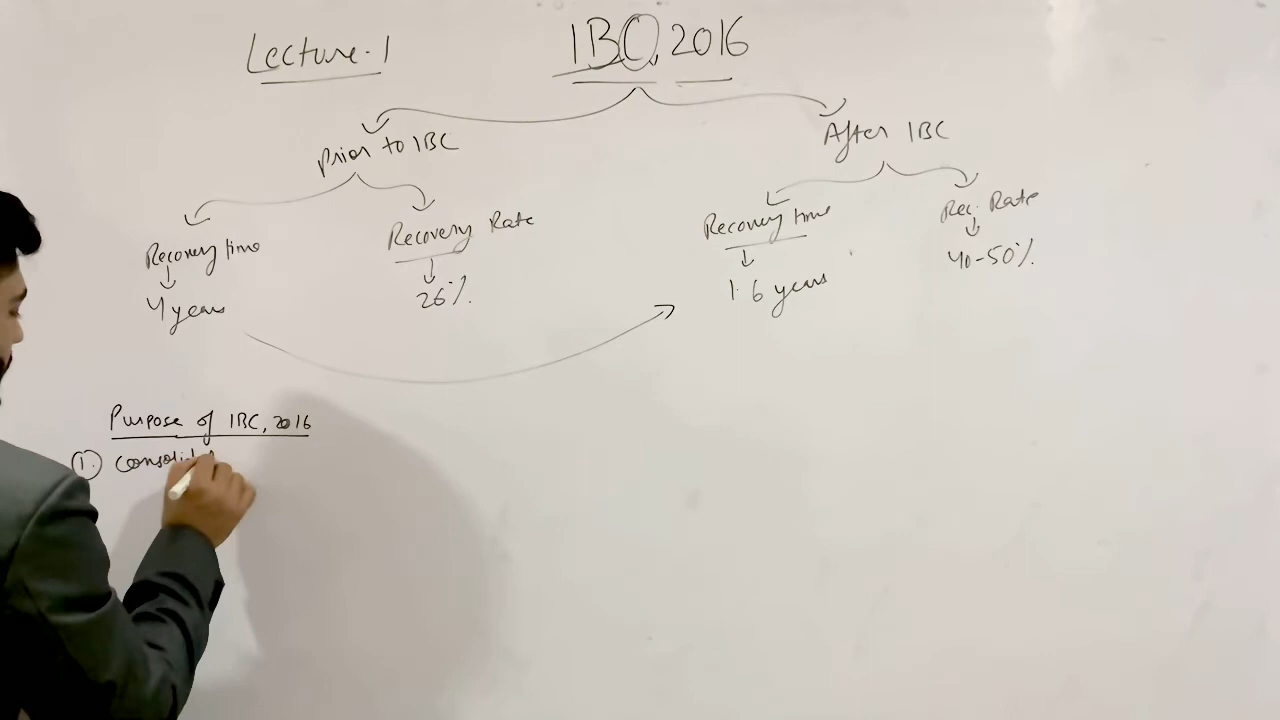 Lecture-1
IBC, 2016
Prior to IBC
After IBC
Recovery time
4 years
Recovery Rate
26%
Recovery time
1.6 years
Rec. Rate
40-50%
Purpose of IBC, 2016
1.